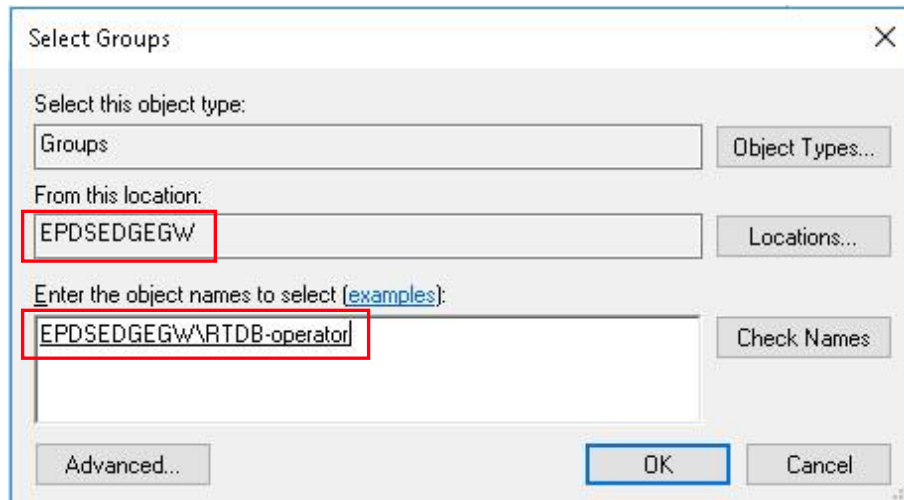 Select Groups
Select this object type:
Groups
Object Types...
From this location:
EPDSEDGEGW
Locations...
Enter the object names to select (examples):
EPDSEDGEGW\RTDB-operator
Check Names
Advanced...
OK
Cancel